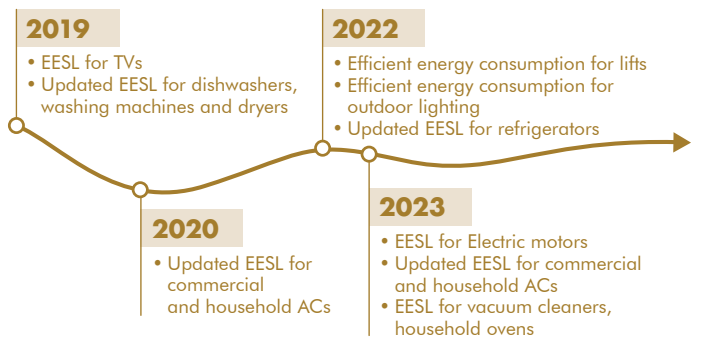 2019
• EESL for TVs
• Updated EESL for dishwashers,
washing machines and dryers
2020
• Updated EESL for
commercial
and household ACs
2022
• Efficient energy consumption for lifts
• Efficient energy consumption for
outdoor lighting
• Updated EESL for refrigerators
2023
• EESL for Electric motors
• Updated EESL for commercial
and household ACs
• EESL for vacuum cleaners,
household ovens